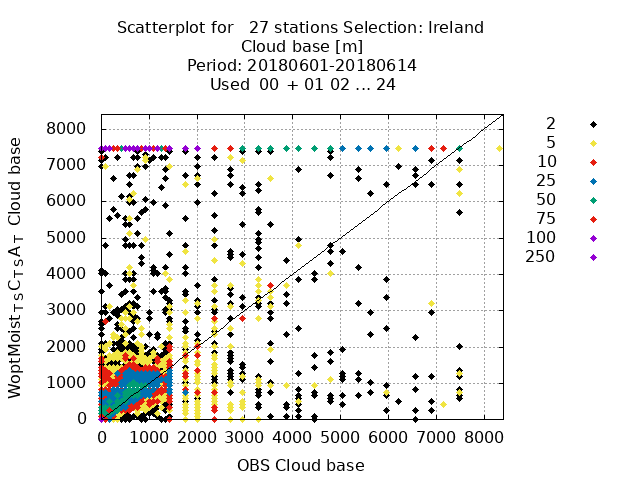 Scatterplot for 27 stations Selection: Ireland
Cloud base [m]
Period: 20180601-20180614
Used 00 + 01 02 ... 24
WoptMoist_T_SC_T_SA_T Cloud base
8000
7000
6000
5000
4000
3000
2000
1000
0
0 1000 2000 3000 4000 5000 6000 7000 8000
OBS Cloud base
2
5
10
25
50
75
100
250